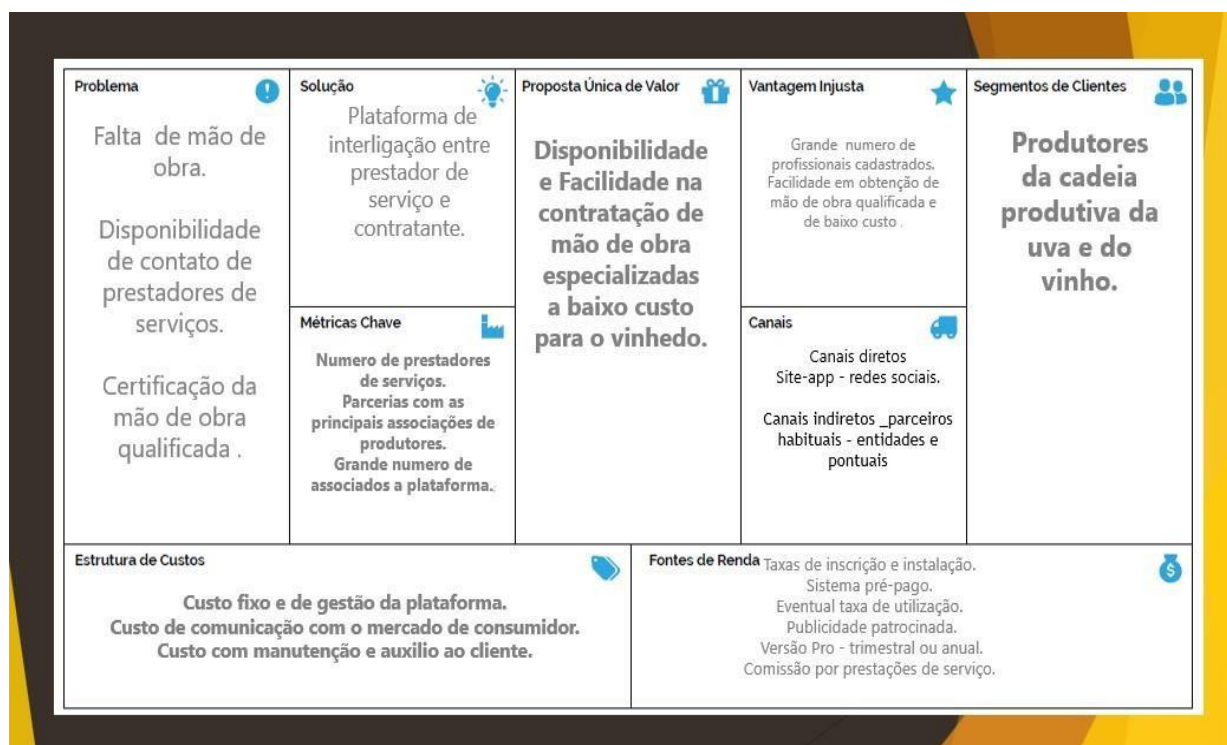 Problema
Falta de mão de
obra.
Disponibilidade
de contato de
prestadores de
serviços.
Certificação da
mão de obra
qualificada .
Solução
Plataforma de
interligação entre
prestador de
serviço e
contratante.
Métricas Chave
Numero de prestadores
de serviços.
Parcerias com as
principais associações de
produtores.
Grande numero de
associados a plataforma.
Proposta Única de Valor
Disponibilidade
e Facilidade na
contratação de
mão de obra
especializadas
a baixo custo
para o vinhedo.
Vantagem Injusta
Grande numero de
profissionais cadastrados.
Facilidade em obtenção de
mão de obra qualificada e
de baixo custo .
Canais
Canais diretos
Site-app - redes sociais.
Canais indiretos _parceiros
habituais - entidades e
pontuais
Segmentos de Clientes
Produtores
da cadeia
produtiva da
uva e do
vinho.
Estrutura de Custos
Custo fixo e de gestão da plataforma.
Custo de comunicação com o mercado de consumidor.
Custo com manutenção e auxilio ao cliente.
Fontes de Renda
Taxas de inscrição e instalação.
Sistema pré-pago.
Eventual taxa de utilização.
Publicidade patrocinada.
Versão Pro - trimestral ou anual.
Comissão por prestações de serviço.
$